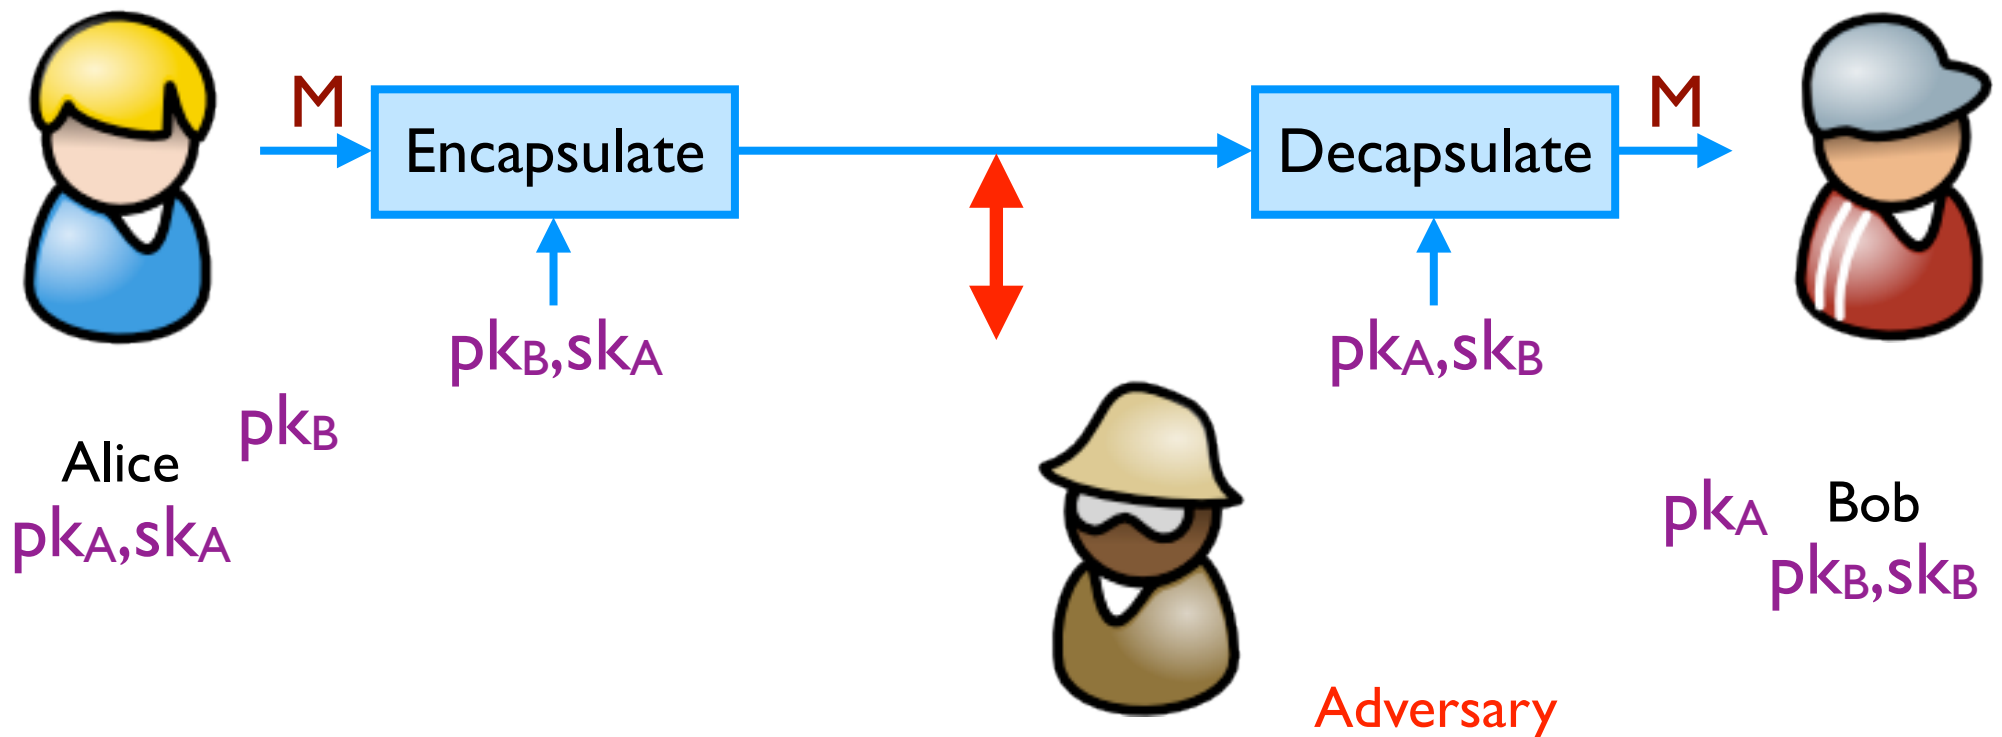 M
M
Encapsulate
Decapsulate
pkB,skA
pkA,skB
pkB
Alice
pkA
Bob
pkA,skA
pkB,skB
Adversary